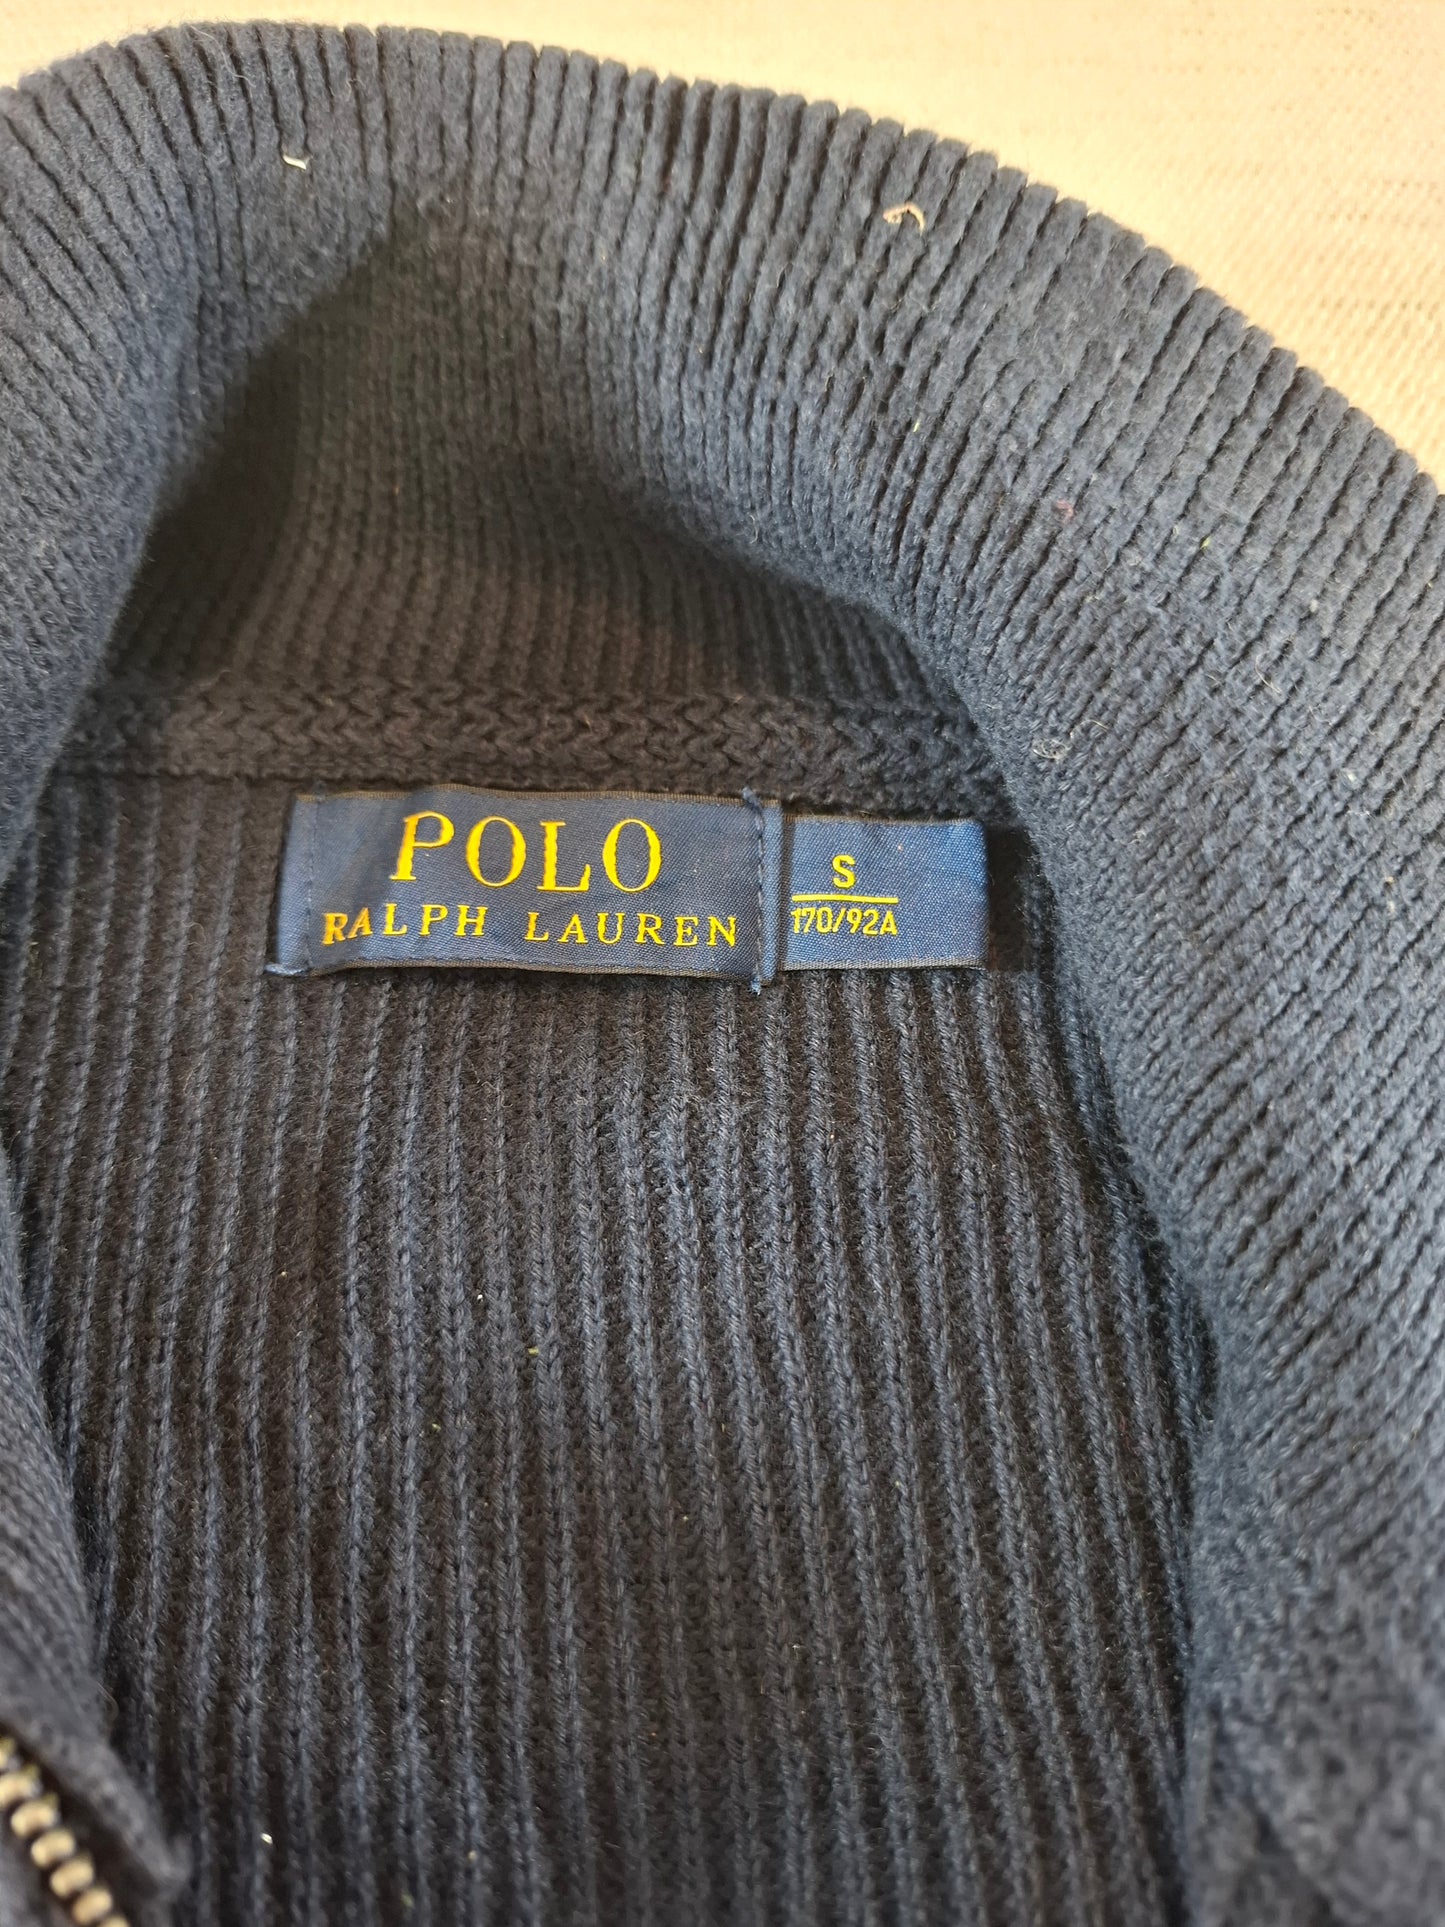 POLO
RALPH LAUREN
S
170/92A